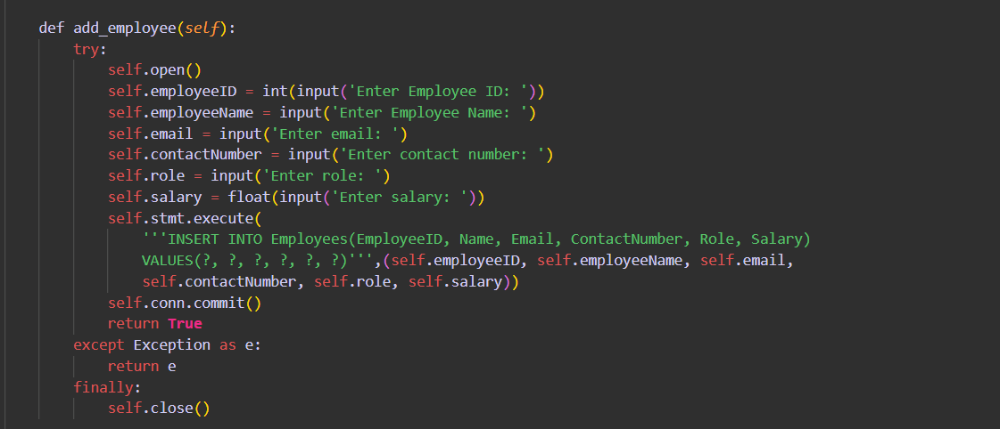 def add_employee(self):
try:
self.open()
self.employeeID = int(input('Enter Employee ID: '))
self.employeeName = input('Enter Employee Name: ')
self.email = input('Enter email: ')
self.contactNumber = input('Enter contact number: ')
self.role = input('Enter role: ')
self.salary = float(input('Enter salary: '))
self.stmt.execute(
'''INSERT INTO Employees(EmployeeID, Name, Email, ContactNumber, Role, Salary)
VALUES(?, ?, ?, ?, ?, ?)''',(self.employeeID, self.employeeName, self.email,
self.contactNumber, self.role, self.salary))
self.conn.commit()
return True
except Exception as e:
return e
finally:
self.close()